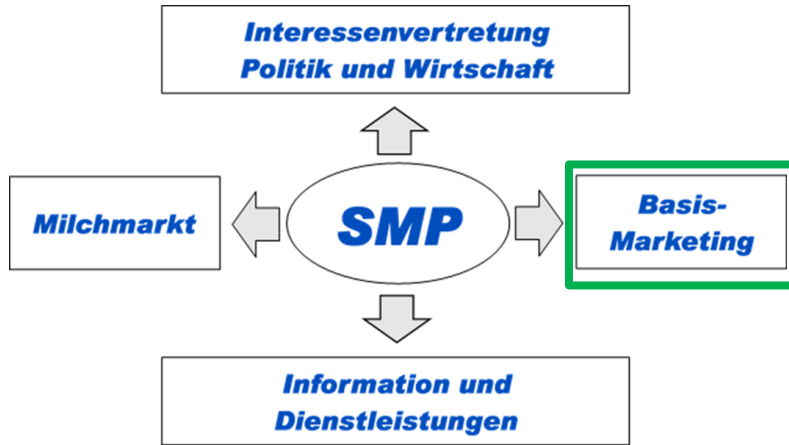 Interessenvertretung
Politik und Wirtschaft
Milchmarkt
SMP
Basis-
Marketing
Information und
Dienstleistungen